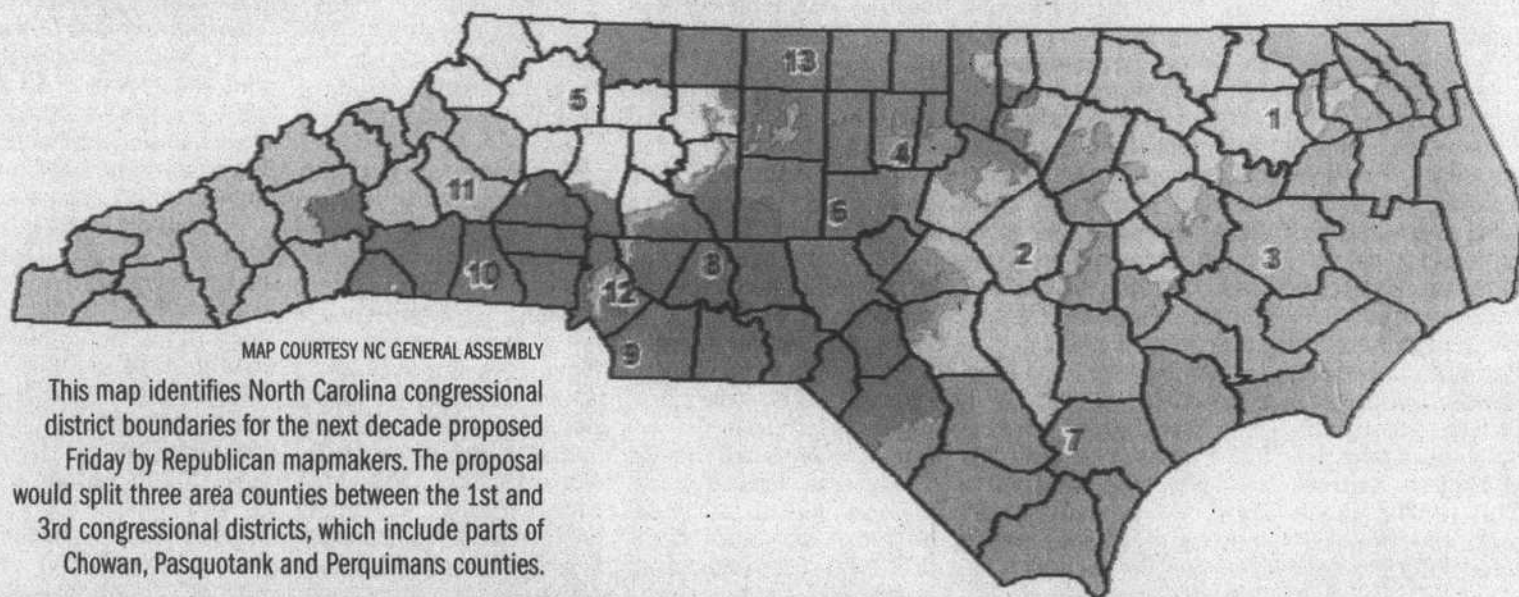 13
5
1
4
11
6
2
3
10
8
12
9
7
MAP COURTESY NC GENERAL ASSEMBLY
This map identifies North Carolina congressional
district boundaries for the next decade proposed
Friday by Republican mapmakers. The proposal
would split three area counties between the 1st and
3rd congressional districts, which include parts of
Chowan, Pasquotank and Perquimans counties.